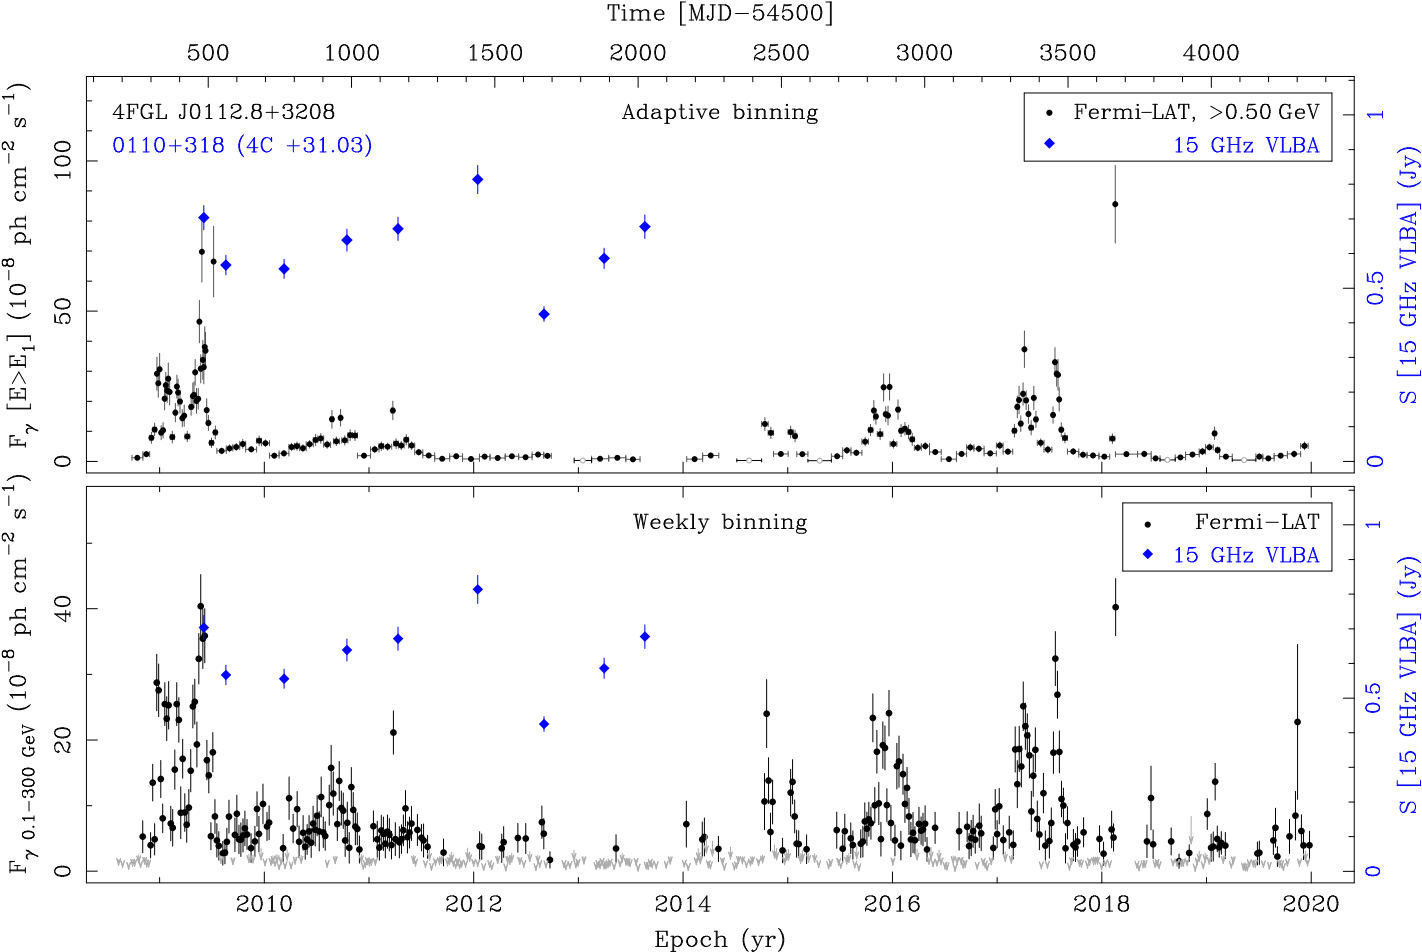 Time [MJD−54500]
500 1000 1500 2000 2500 3000 3500 4000
4FGL J0112.8+3208
0110+318 (4C +31.03)
Adaptive binning
Fermi−LAT, >0.50 GeV
15 GHz VLBA
F_γ [E>E_1] (10^−8 ph cm^−2 s^−1)
0 50 100
S [15 GHz VLBA] (Jy)
0 0.5 1
Weekly binning
Fermi−LAT
15 GHz VLBA
F_γ 0.1−300 GeV (10^−8 ph cm^−2 s^−1)
0 20 40
S [15 GHz VLBA] (Jy)
0 0.5 1
2010 2012 2014 2016 2018 2020
Epoch (yr)